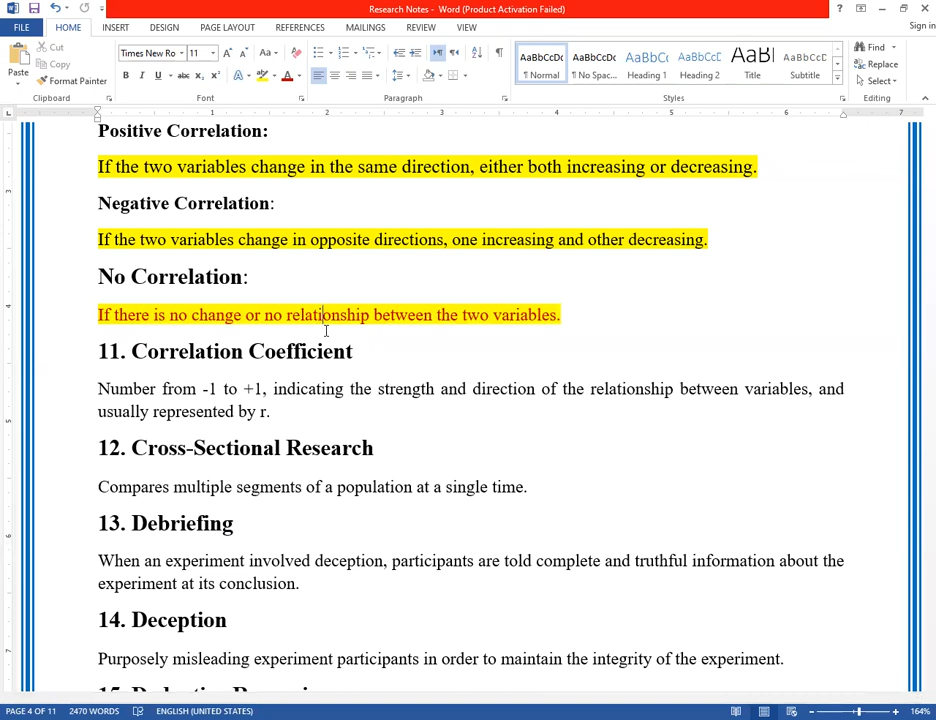 Research Notes - Word (Product Activation Failed)
FILE HOME INSERT DESIGN PAGE LAYOUT REFERENCES MAILINGS REVIEW VIEW Sign in
Paste
Cut
Copy
Format Painter
Clipboard
Times New Ro 11
Font
Paragraph
AaBbCcDc AaBbCcDc AaBbCc AaBbCc AaBl AaBbCcC
¶ Normal ¶ No Spac... Heading 1 Heading 2 Title Subtitle
Styles
Find
Replace
Select
Editing
1 2 3 4 5 6 7
Positive Correlation:
If the two variables change in the same direction, either both increasing or decreasing.
Negative Correlation:
If the two variables change in opposite directions, one increasing and other decreasing.
No Correlation:
If there is no change or no relationship between the two variables.
11. Correlation Coefficient
Number from -1 to +1, indicating the strength and direction of the relationship between variables, and
usually represented by r.
12. Cross-Sectional Research
Compares multiple segments of a population at a single time.
13. Debriefing
When an experiment involved deception, participants are told complete and truthful information about the
experiment at its conclusion.
14. Deception
Purposely misleading experiment participants in order to maintain the integrity of the experiment.
PAGE 4 OF 11 2470 WORDS ENGLISH (UNITED STATES) 164%